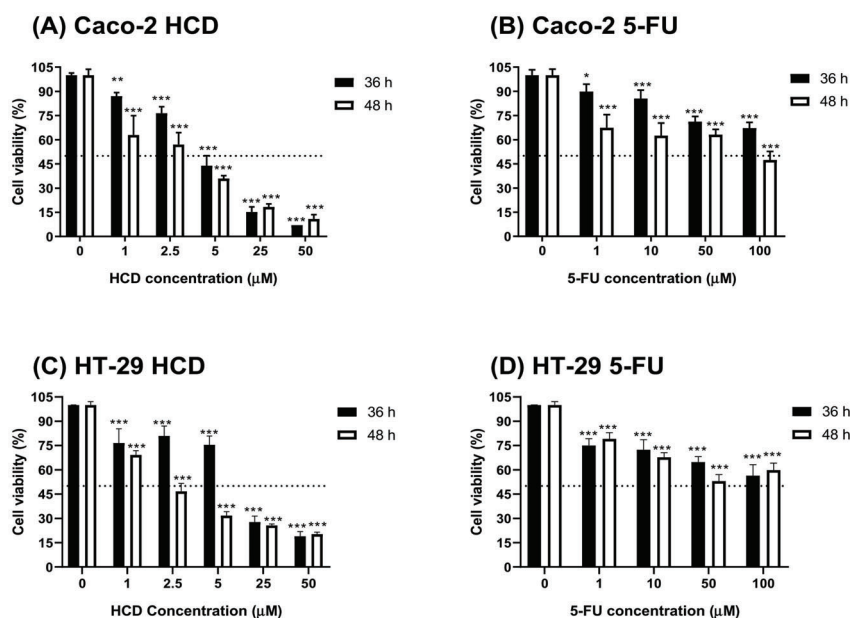 (A) Caco-2 HCD
105
90
75
60
45
30
15
0
Cell viability (%)
**
***
***
***
***
***
***
***
***
***
36 h
48 h
0 1 2.5 5 25 50
HCD concentration (μM)
(B) Caco-2 5-FU
105
90
75
60
45
30
15
0
Cell viability (%)
*
***
***
***
***
***
***
***
36 h
48 h
0 1 10 50 100
5-FU concentration (μM)
(C) HT-29 HCD
105
90
75
60
45
30
15
0
Cell viability (%)
***
***
***
***
***
***
***
***
***
***
36 h
48 h
0 1 2.5 5 25 50
HCD Concentration (μM)
(D) HT-29 5-FU
105
90
75
60
45
30
15
0
Cell viability (%)
***
***
***
***
***
***
***
***
36 h
48 h
0 1 10 50 100
5-FU concentration (μM)